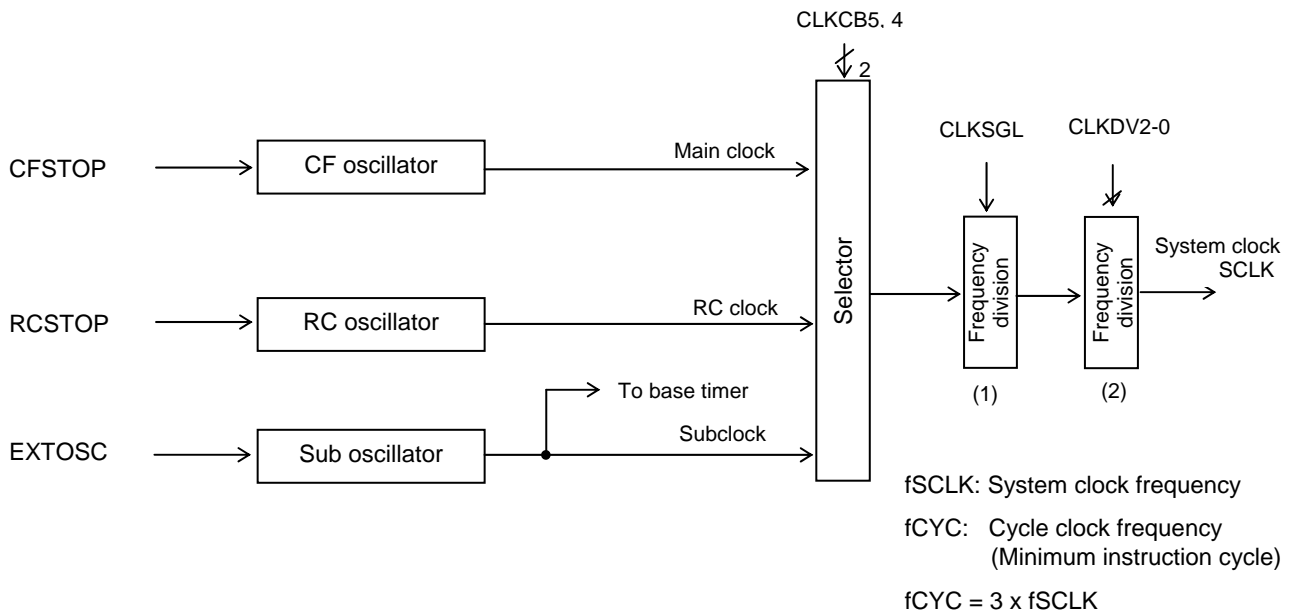 CLKCB5, 4
2
CFSTOP
CF oscillator
Main clock
CLKSGL
CLKDV2-0
RCSTOP
RC oscillator
RC clock
Selector
Frequency
division
(1)
Frequency
division
(2)
System clock
SCLK
To base timer
EXTOSC
Sub oscillator
Subclock
fSCLK: System clock frequency
fCYC: Cycle clock frequency
(Minimum instruction cycle)
fCYC = 3 x fSCLK